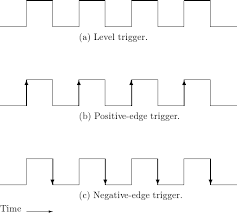 (a) Level trigger.
(b) Positive-edge trigger.
(c) Negative-edge trigger.
Time